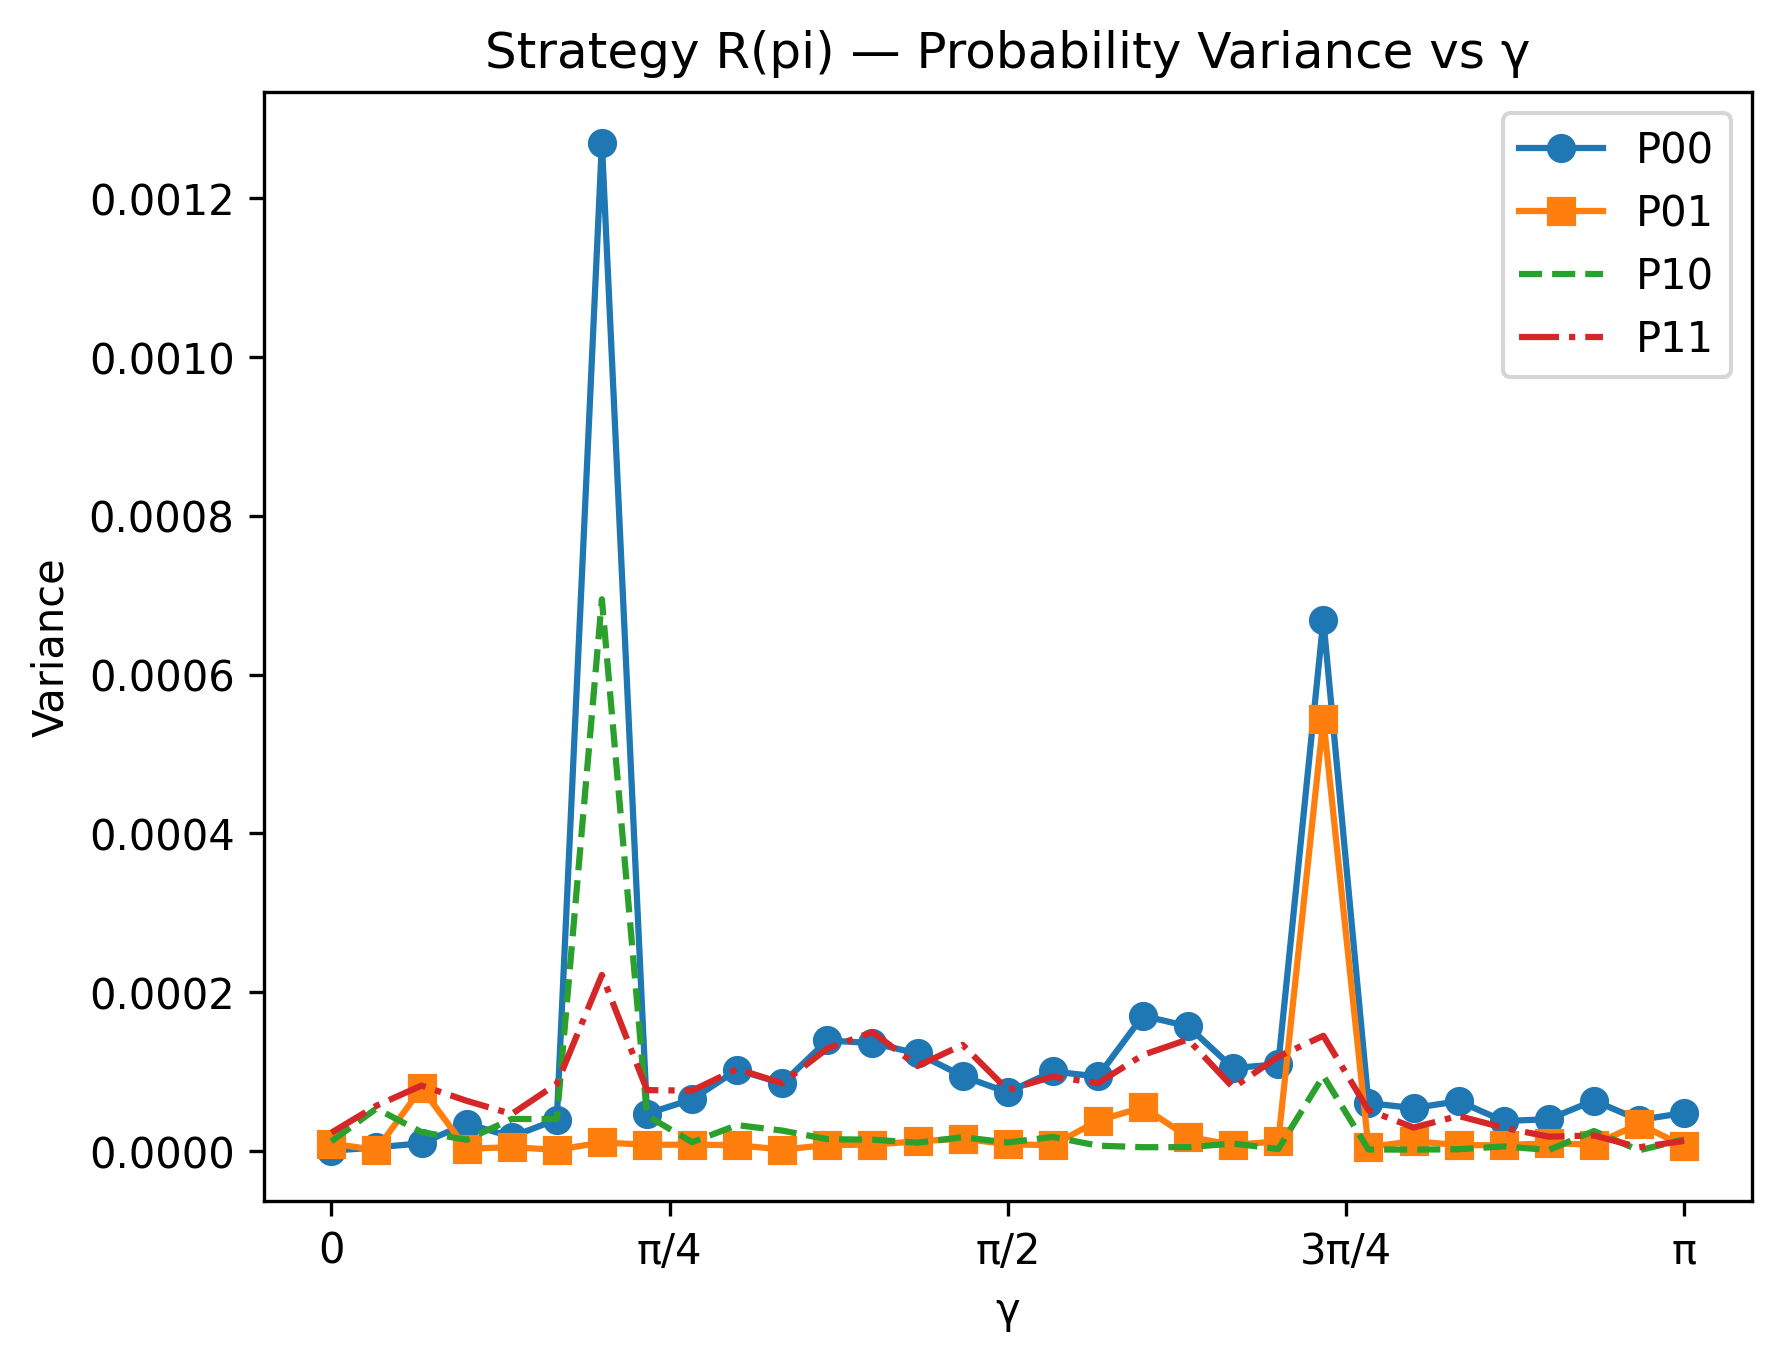 Strategy R(pi) — Probability Variance vs γ
P00
P01
P10
P11
Variance
0.0012
0.0010
0.0008
0.0006
0.0004
0.0002
0.0000
0 π/4 π/2 3π/4 π
γ